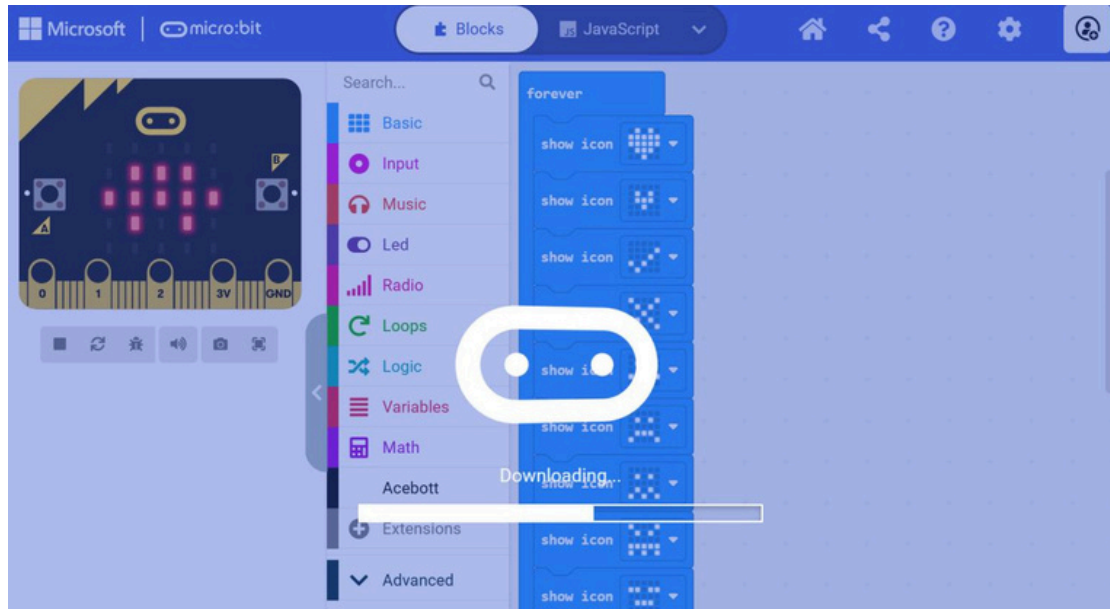 Microsoft | micro:bit
Blocks
JavaScript
A
B
0 1 2 3V GND
Search...
Basic
Input
Music
Led
Radio
Loops
Logic
Variables
Math
Acebott
Extensions
Advanced
forever
show icon
show icon
show icon
show icon
show icon
show icon
show icon
show icon
Downloading...